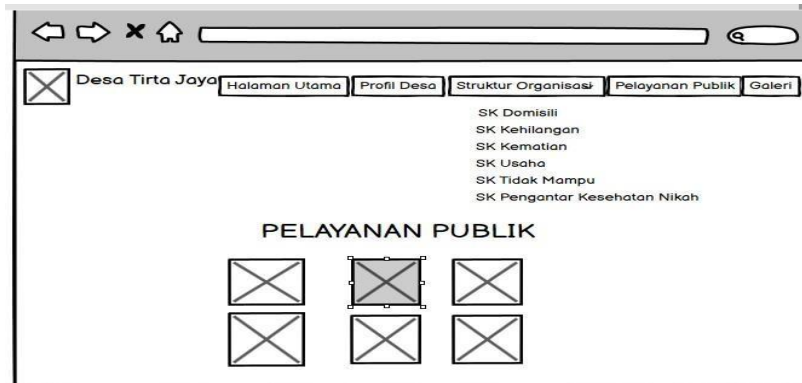 Desa Tirta Jaya
Halaman Utama
Profil Desa
Struktur Organisasi
Pelayanan Publik
Galeri
SK Domisili
SK Kehilangan
SK Kematian
SK Usaha
SK Tidak Mampu
SK Pengantar Kesehatan Nikah
PELAYANAN PUBLIK